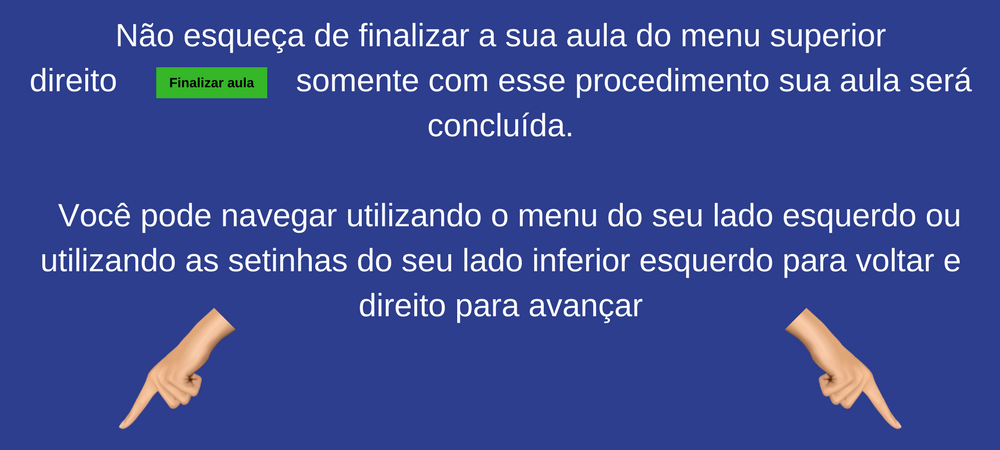 Não esqueça de finalizar a sua aula do menu superior
direito Finalizar aula somente com esse procedimento sua aula será
concluída.
Você pode navegar utilizando o menu do seu lado esquerdo ou
utilizando as setinhas do seu lado inferior esquerdo para voltar e
direito para avançar